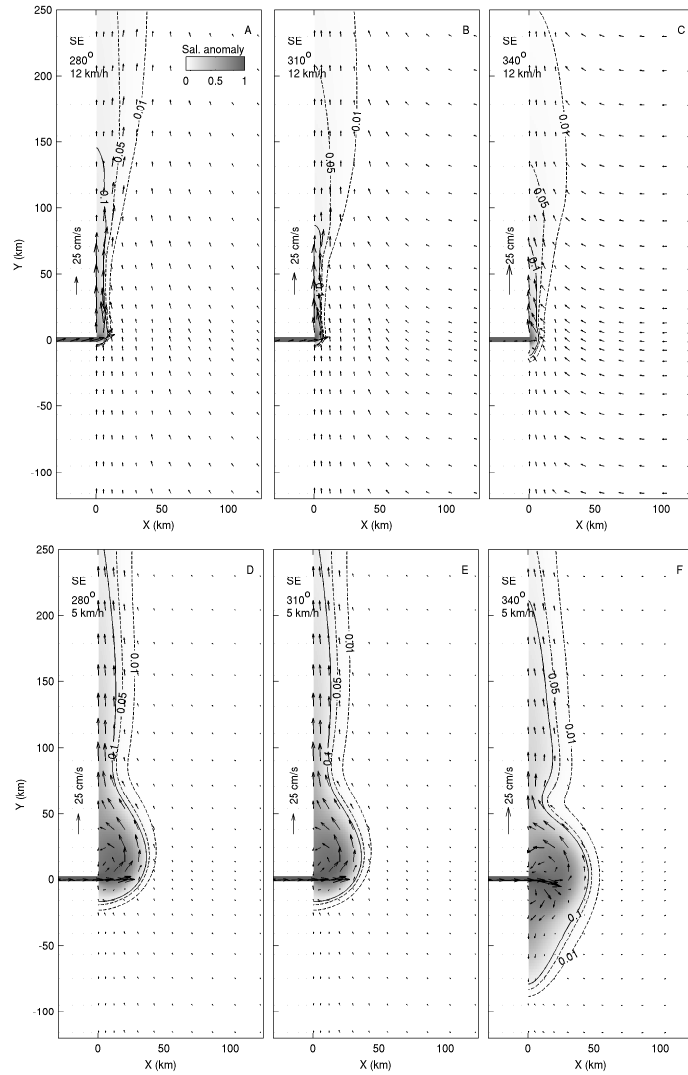 250
200
150
100
50
0
-50
-100
Y (km)
A
SE
280°
12 km/h
Sal. anomaly
0 0.5 1
0.01
0.05
0.1
25 cm/s
0 50 100
X (km)
B
SE
310°
12 km/h
0.01
0.05
25 cm/s
0 50 100
X (km)
C
SE
340°
12 km/h
0.01
0.05
0.1
25 cm/s
0 50 100
X (km)
250
200
150
100
50
0
-50
-100
Y (km)
D
SE
280°
5 km/h
0.01
0.05
0.1
25 cm/s
0 50 100
X (km)
E
SE
310°
5 km/h
0.01
0.05
0.1
25 cm/s
0 50 100
X (km)
F
SE
340°
5 km/h
0.05
0.01
25 cm/s
0.1
0.01
0 50 100
X (km)